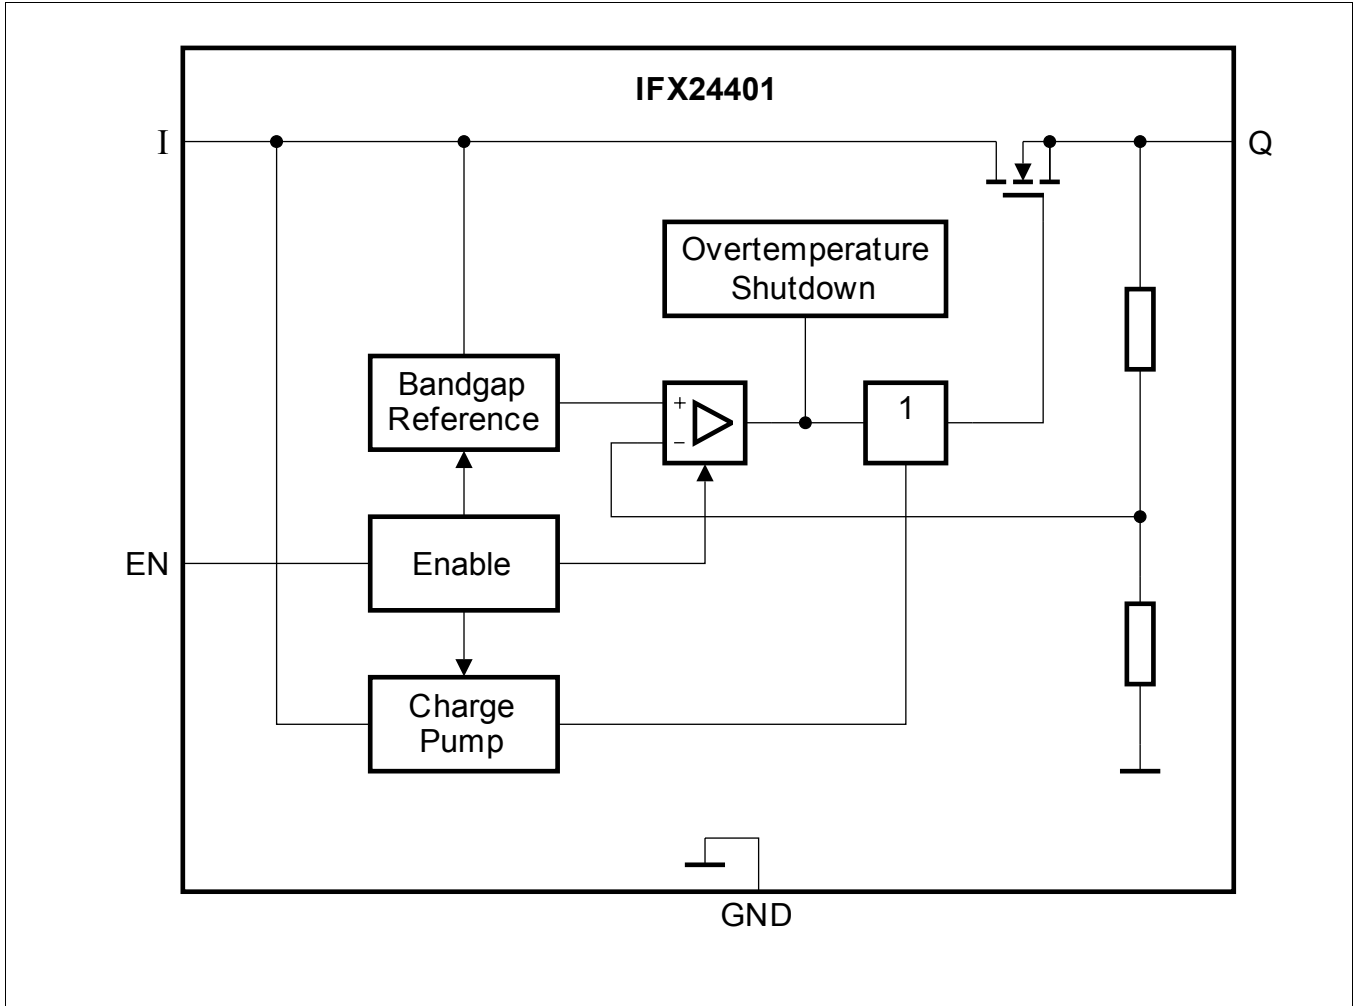 IFX24401
I
Q
Overtemperature
Shutdown
Bandgap
Reference
+
−
1
EN
Enable
Charge
Pump
GND